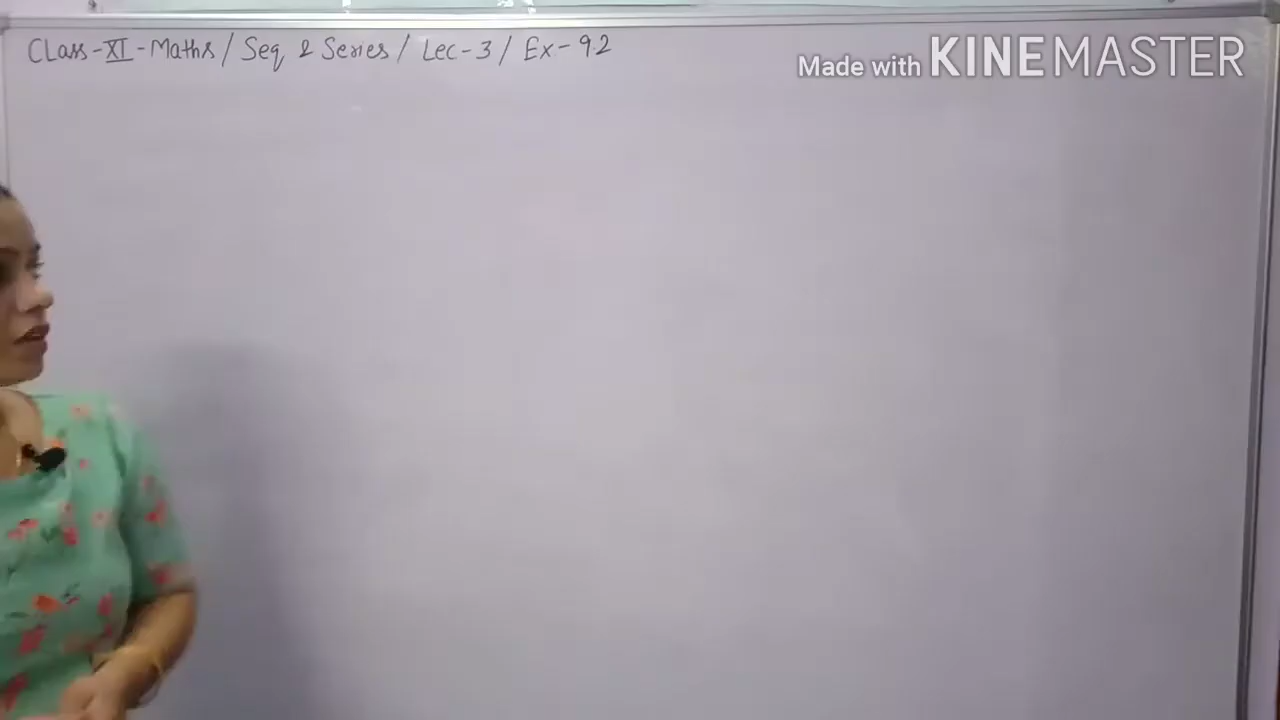 Class-XI-Maths / Seq & Series / Lec-3 / Ex-9.2
Made with KINEMASTER